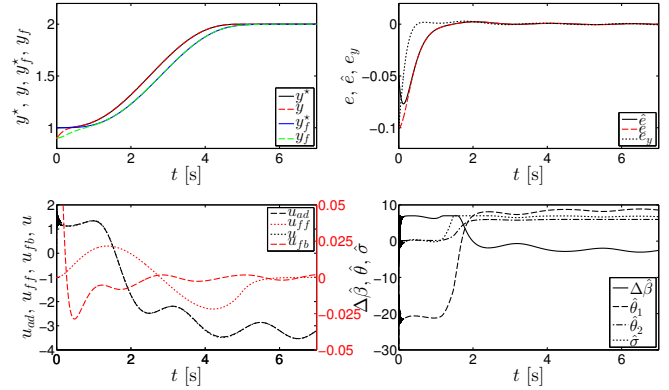 y*, y, y*_f, y_f
2
1
0 2 4 6
t [s]
y*
y
y*_f
y_f
e, ê, e_y
0
−0.05
−0.1
0 2 4 6
t [s]
ê
e_y
u_ad, u_ff, u_fb, u
2
1
0
−1
−2
−3
−4
0 2 4 6
t [s]
0.05
0.025
0
−0.025
−0.05
u_ad
u_ff
u
u_fb
Δβ̂, θ̂, σ̂
10
0
−10
−20
−30
0 2 4 6
t [s]
Δβ̂
θ̂_1
θ̂_2
σ̂